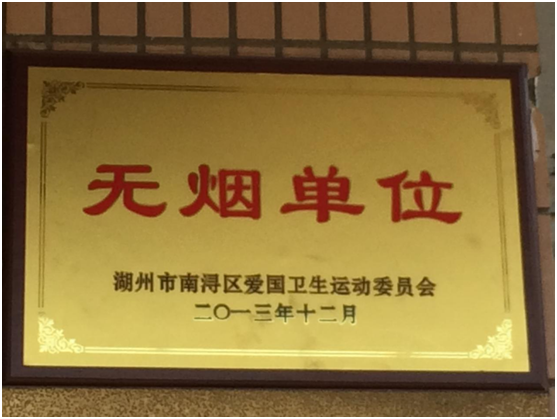 无烟单位
湖州市南浔区爱国卫生运动委员会
二〇一三年十二月